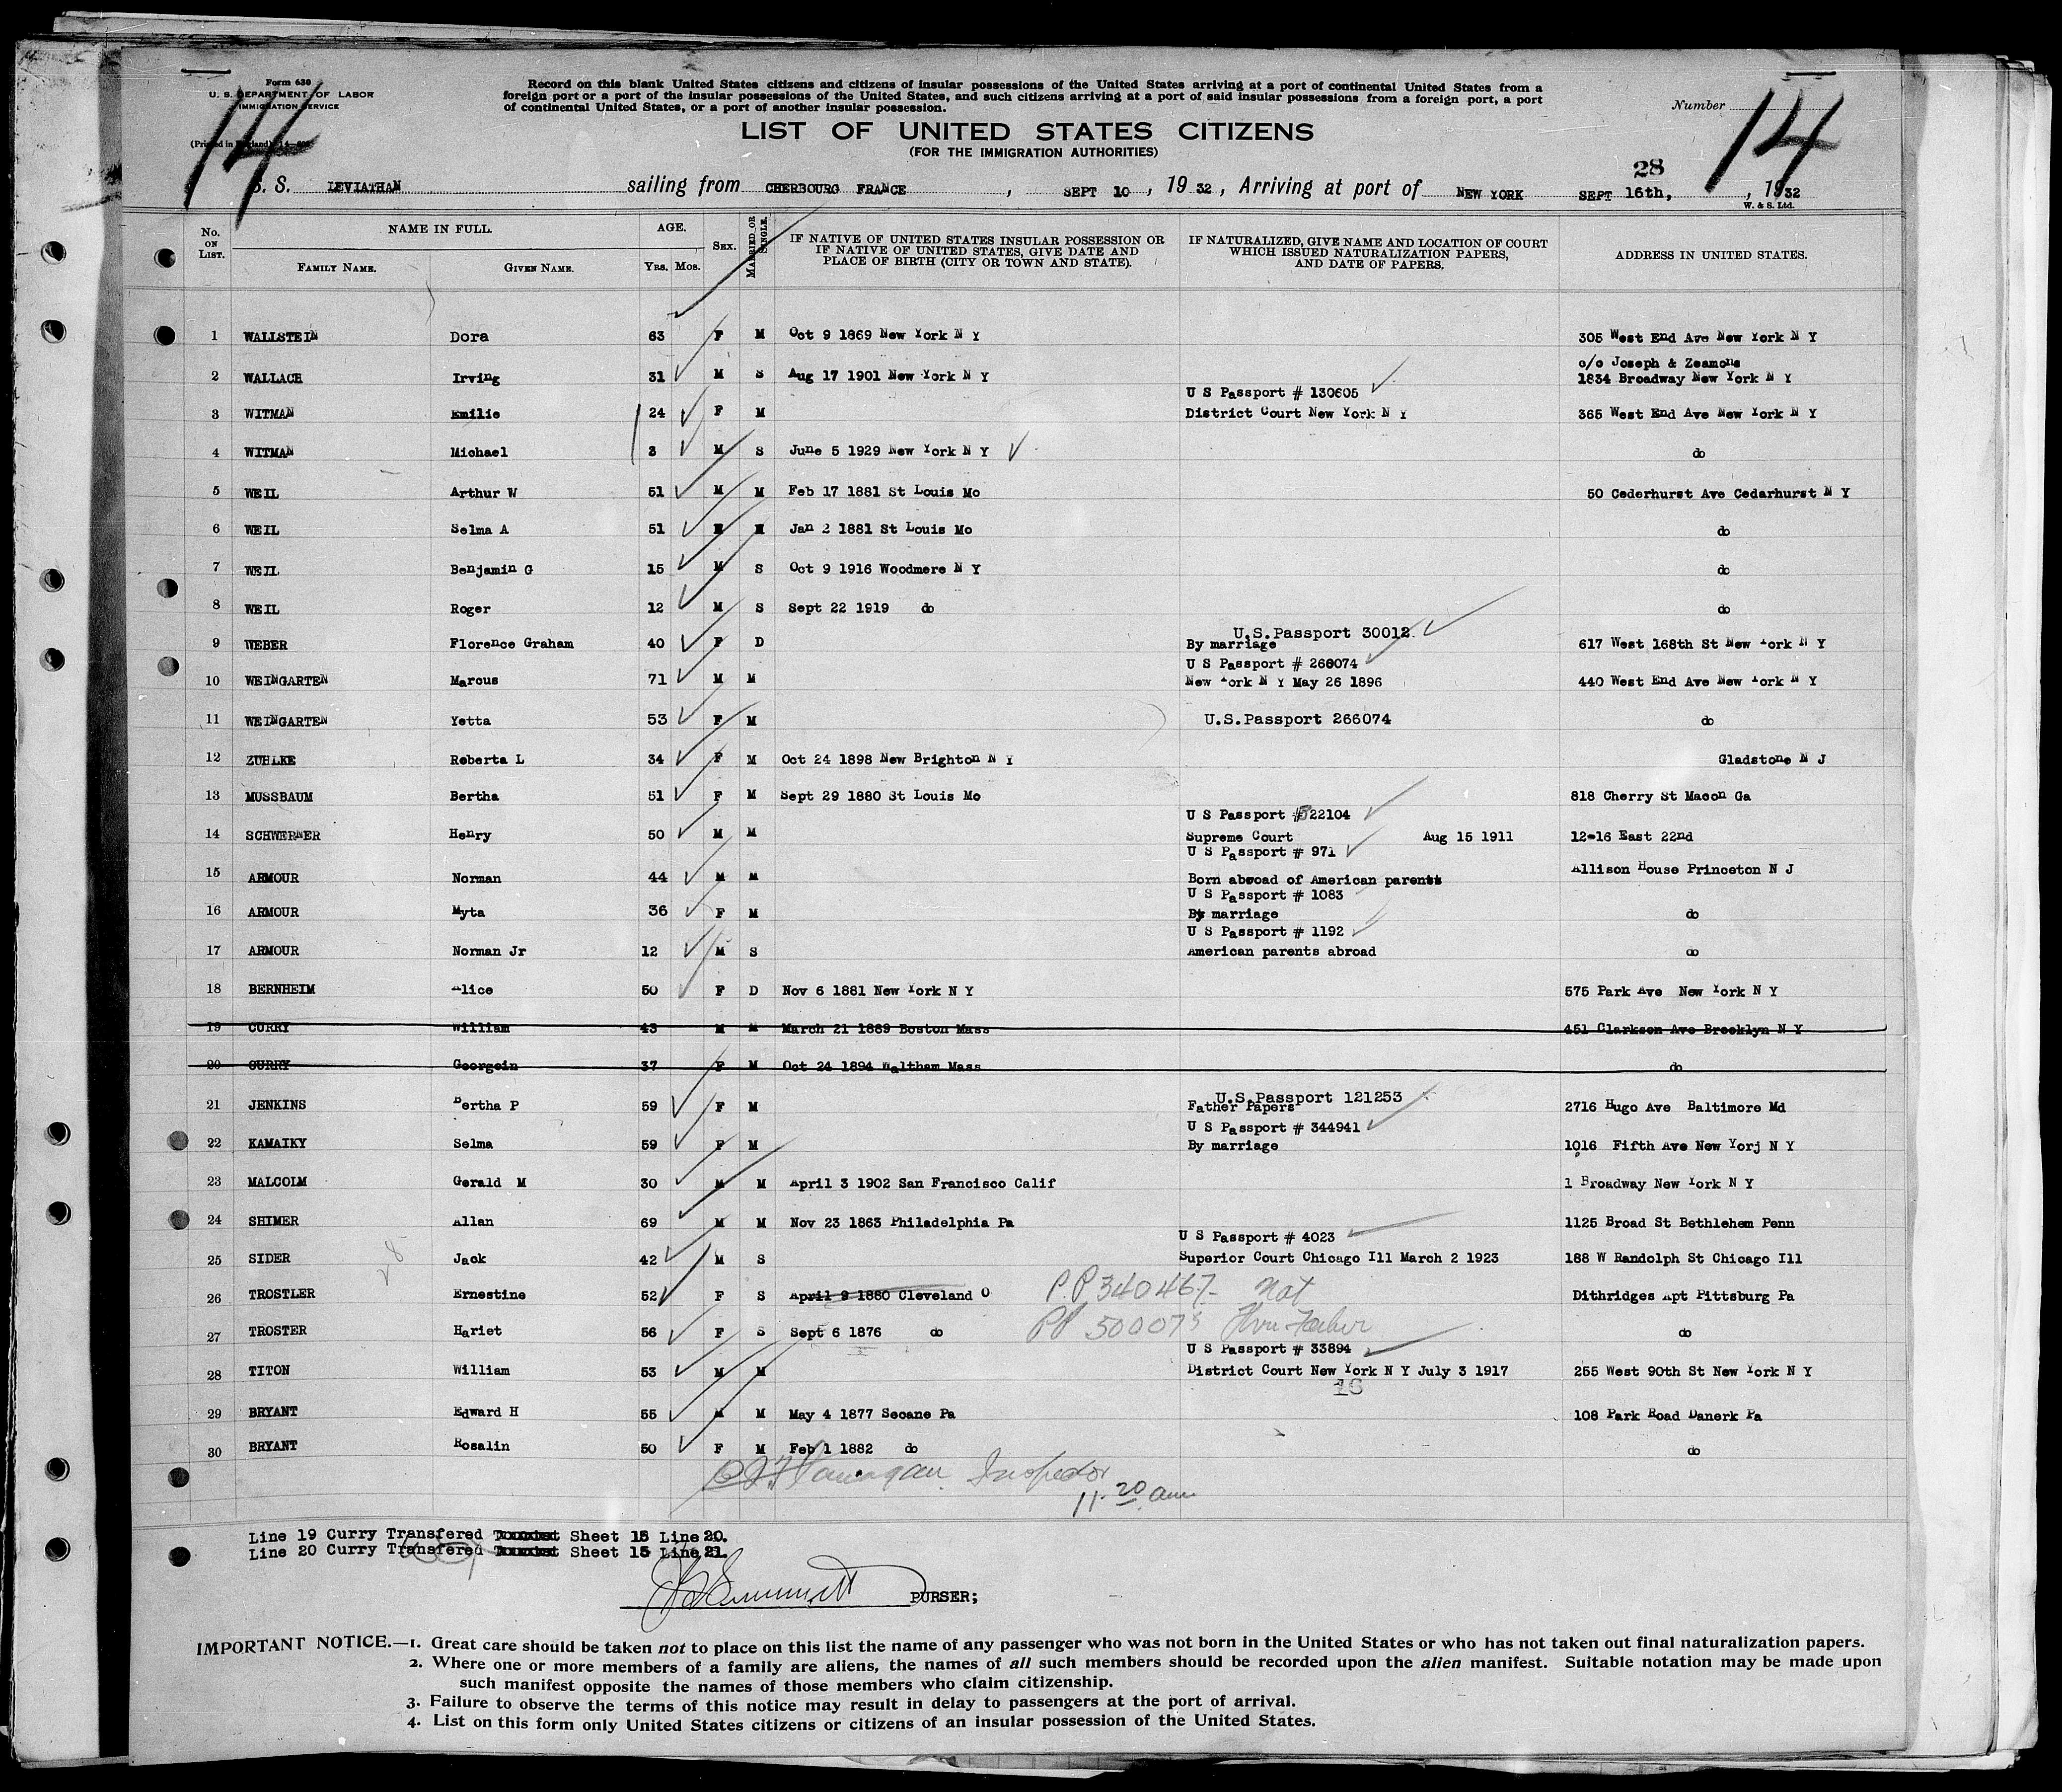 Form 630
U. S. DEPARTMENT OF LABOR
IMMIGRATION SERVICE
14
Record on this blank United States citizens and citizens of insular possessions of the United States arriving at a port of continental United States from a
foreign port or a port of the insular possessions of the United States, and such citizens arriving at a port of said insular possessions from a foreign port, a port
of continental United States, or a port of another insular possession.
Number 14
LIST OF UNITED STATES CITIZENS
(FOR THE IMMIGRATION AUTHORITIES)
28
S. S. LEVIATHAN sailing from CHERBOURG FRANCE , SEPT 10 , 1932 , Arriving at port of NEW YORK SEPT 16th, , 1932
W. & S. Ltd.
No. ON LIST. NAME IN FULL. FAMILY NAME. GIVEN NAME. AGE. Yrs. Mos. SEX. MARRIED OR SINGLE. IF NATIVE OF UNITED STATES INSULAR POSSESSION OR IF NATIVE OF UNITED STATES, GIVE DATE AND PLACE OF BIRTH (CITY OR TOWN AND STATE). IF NATURALIZED, GIVE NAME AND LOCATION OF COURT WHICH ISSUED NATURALIZATION PAPERS, AND DATE OF PAPERS. ADDRESS IN UNITED STATES.
1 WALLSTEIN Dora 63 F M Oct 9 1869 New York N Y 305 West End Ave New York N Y
c/o Joseph & Zeamons
2 WALLACH Irving 31 M S Aug 17 1901 New York N Y 1834 Broadway New York N Y
U S Passport # 130605
3 WITMAN Emilie 24 F M District Court New York N Y 365 West End Ave New York N Y
4 WITMAN Michael 3 M S June 5 1929 New York N Y do
5 WEIL Arthur W 51 M M Feb 17 1881 St Louis Mo 50 Cederhurst Ave Cedarhurst N Y
6 WEIL Selma A 51 M Jan 2 1881 St Louis Mo do
7 WEIL Benjamin G 15 M S Oct 9 1916 Woodmere N Y do
8 WEIL Roger 12 M S Sept 22 1919 do do
U.S.Passport 30012
9 WEBER Florence Graham 40 F D By marriage 617 West 168th St New York N Y
U S Passport # 266074
10 WEINGARTEN Marcus 71 M M New York N Y May 26 1896 440 West End Ave New York N Y
11 WEINGARTEN Yetta 53 F M U.S.Passport 266074 do
12 ZUHLKE Roberta L 34 F M Oct 24 1898 New Brighton N Y Gladstone N J
13 MUSSBAUM Bertha 51 F M Sept 29 1880 St Louis Mo 818 Cherry St Macon Ga
U S Passport #322104
14 SCHWERNER Henry 50 M M Supreme Court Aug 15 1911 12-16 East 22nd
U S Passport # 971
15 ARMOUR Norman 44 M M Born abroad of American parents Allison House Princeton N J
U S Passport # 1083
16 ARMOUR Myta 36 F M By marriage do
U S Passport # 1192
17 ARMOUR Norman Jr 12 M S American parents abroad do
18 BERNHEIM Alice 50 F D Nov 6 1881 New York N Y 575 Park Ave New York N Y
19 CURRY William 43 M M March 21 1889 Boston Mass 451 Clarkson Ave Brooklyn N Y
20 CURRY Georgein 37 F M Oct 24 1894 Waltham Mass do
U.S.Passport 121253
21 JENKINS Bertha P 59 F M Father Papers 2716 Hugo Ave Baltimore Md
U S Passport # 344941
22 KAMAIKY Selma 59 F M By marriage 1016 Fifth Ave New Yorj N Y
23 MALCOLM Gerald M 30 M M April 3 1902 San Francisco Calif 1 Broadway New York N Y
24 SHIMER Allan 69 M M Nov 23 1863 Philadelphia Pa 1125 Broad St Bethlehem Penn
U S Passport # 4023
25 SIDER Jack 42 M S Superior Court Chicago Ill March 2 1923 188 W Randolph St Chicago Ill
26 TROSTLER Ernestine 52 F S April 9 1880 Cleveland O P.P 340467 Nat Dithridges Apt Pittsburg Pa
27 TROSTER Hariet 56 F S Sept 6 1876 do PP 500073 Thru Father do
U S Passport # 33894
28 TITON William 53 M M District Court New York N Y July 3 1917 255 West 90th St New York N Y
16
29 BRYANT Edward H 55 M M May 4 1877 Secane Pa 108 Park Road Danerk Pa
30 BRYANT Rosalin 50 F M Feb 1 1882 do do
Flanagan Inspector
11 20 am
Line 19 Curry Transfered Sheet 15 Line 20.
Line 20 Curry Transfered Sheet 15 Line 21.
PURSER;
IMPORTANT NOTICE.—1. Great care should be taken not to place on this list the name of any passenger who was not born in the United States or who has not taken out final naturalization papers.
2. Where one or more members of a family are aliens, the names of all such members should be recorded upon the alien manifest. Suitable notation may be made upon
such manifest opposite the names of those members who claim citizenship.
3. Failure to observe the terms of this notice may result in delay to passengers at the port of arrival.
4. List on this form only United States citizens or citizens of an insular possession of the United States.